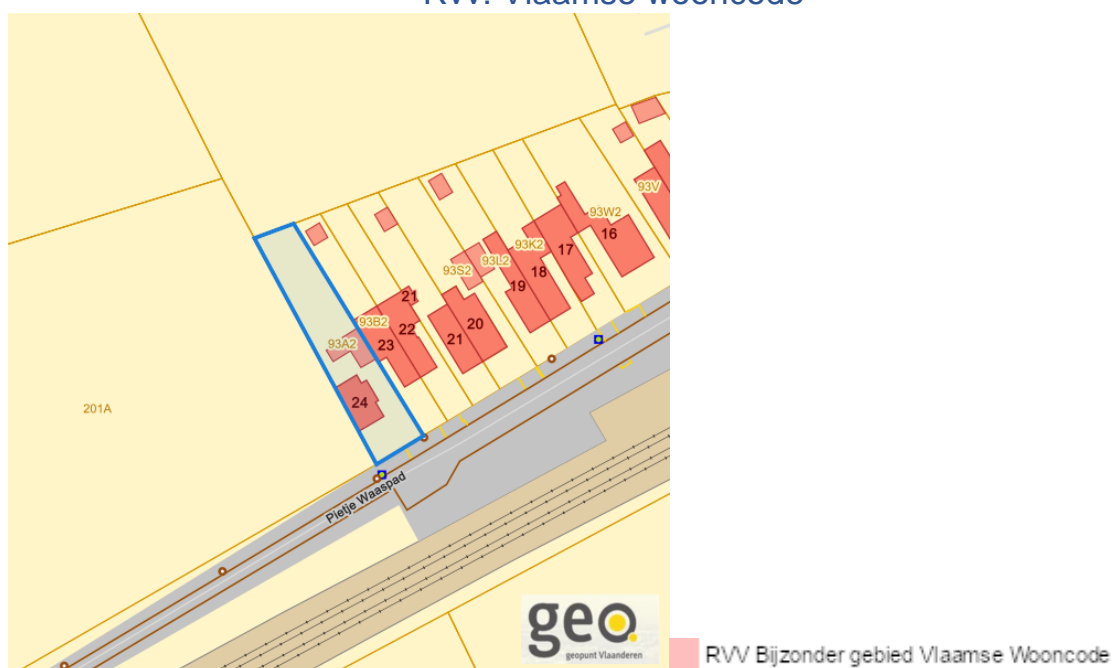 RVV: Vlaamse wooncode
93V
93W2
16
93K2
17
93L2
18
93S2
19
21
93B2
22
20
21
93A2
23
24
201A
Pietje Waaspad
geo
geopunt Vlaanderen
RVV Bijzonder gebied Vlaamse Wooncode